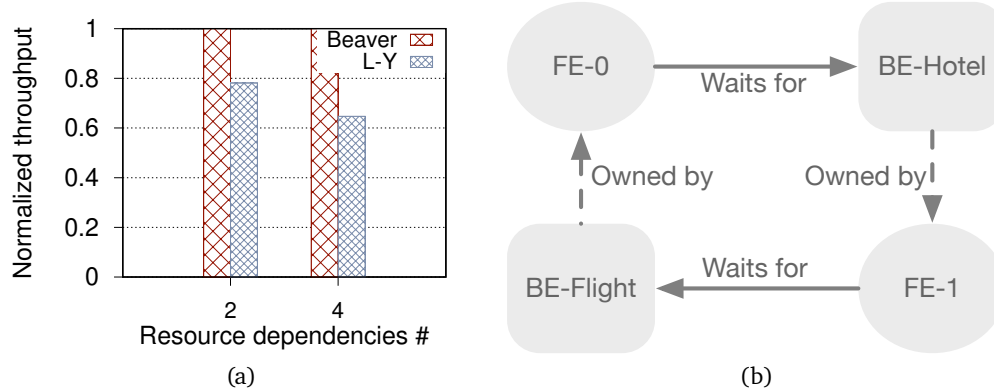 Normalized throughput
1
0.8
0.6
0.4
0.2
0
Beaver
L-Y
2 4
Resource dependencies #
(a)
FE-0
Waits for
BE-Hotel
Owned by
Owned by
BE-Flight
Waits for
FE-1
(b)